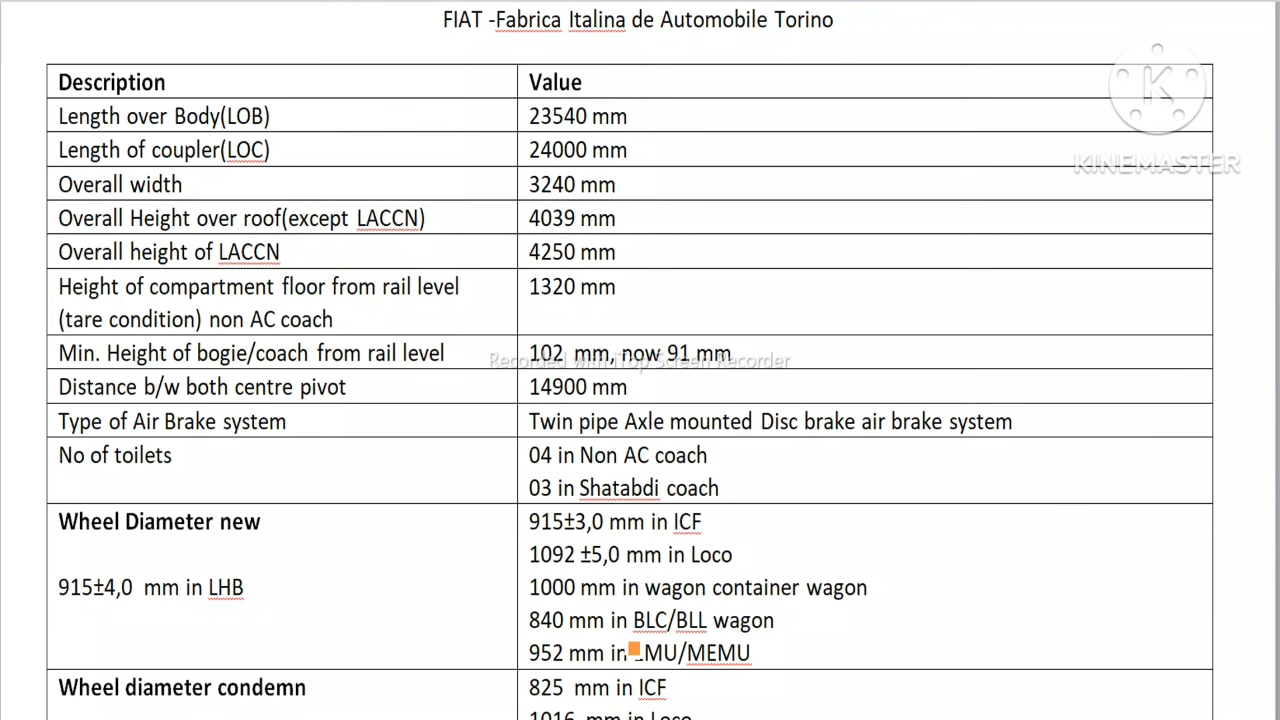 FIAT -Fabrica Italina de Automobile Torino
Description Value
Length over Body(LOB) 23540 mm
Length of coupler(LOC) 24000 mm
Overall width 3240 mm
Overall Height over roof(except LACCN) 4039 mm
Overall height of LACCN 4250 mm
Height of compartment floor from rail level 1320 mm
(tare condition) non AC coach
Min. Height of bogie/coach from rail level 102 mm, now 91 mm
Distance b/w both centre pivot 14900 mm
Type of Air Brake system Twin pipe Axle mounted Disc brake air brake system
No of toilets 04 in Non AC coach
03 in Shatabdi coach
Wheel Diameter new 915±3,0 mm in ICF
1092 ±5,0 mm in Loco
915±4,0 mm in LHB 1000 mm in wagon container wagon
840 mm in BLC/BLL wagon
952 mm in MU/MEMU
Wheel diameter condemn 825 mm in ICF
1016 mm in Loco
K
KINEMASTER
Recorded with iTop Screen Recorder